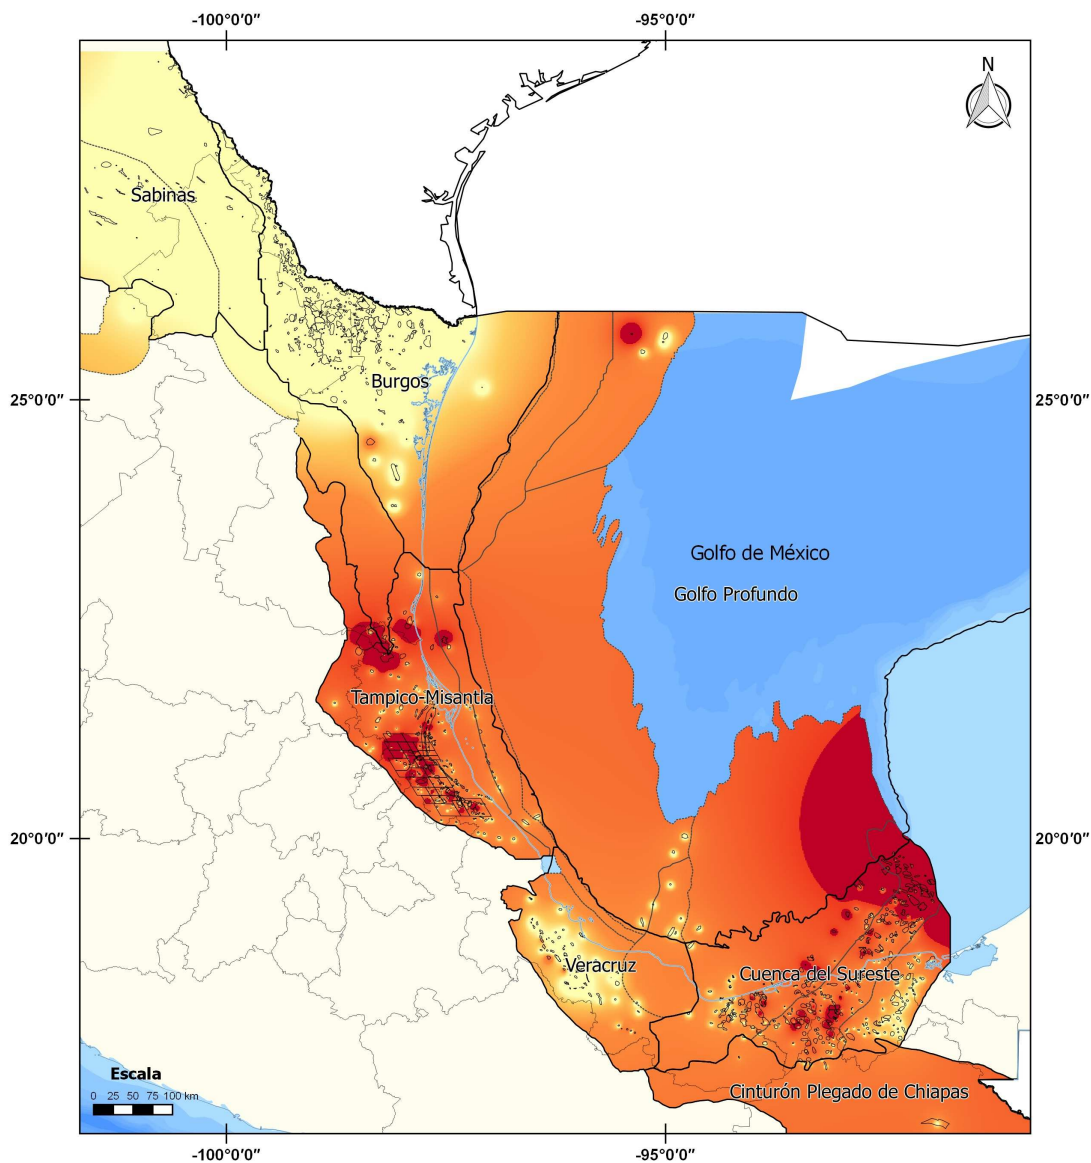 -100°0′0″ -95°0′0″
N
Sabinas
Burgos
25°0′0″ 25°0′0″
Golfo de México
Golfo Profundo
Tampico-Misantla
20°0′0″ 20°0′0″
Veracruz
Cuenca del Sureste
Escala
0 25 50 75 100 km
Cinturón Plegado de Chiapas
-100°0′0″ -95°0′0″